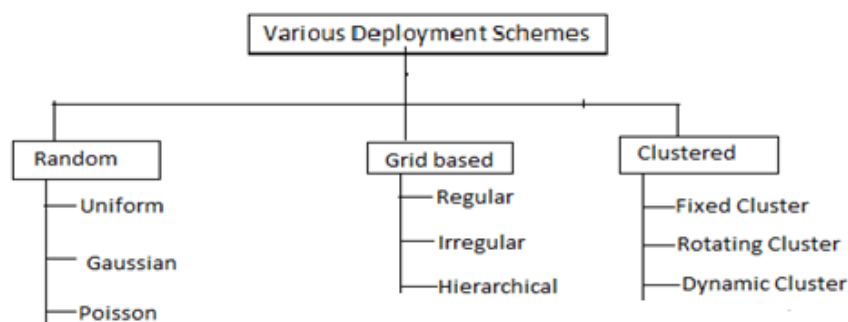 Various Deployment Schemes
Random
Uniform
Gaussian
Poisson
Grid based
Regular
Irregular
Hierarchical
Clustered
Fixed Cluster
Rotating Cluster
Dynamic Cluster